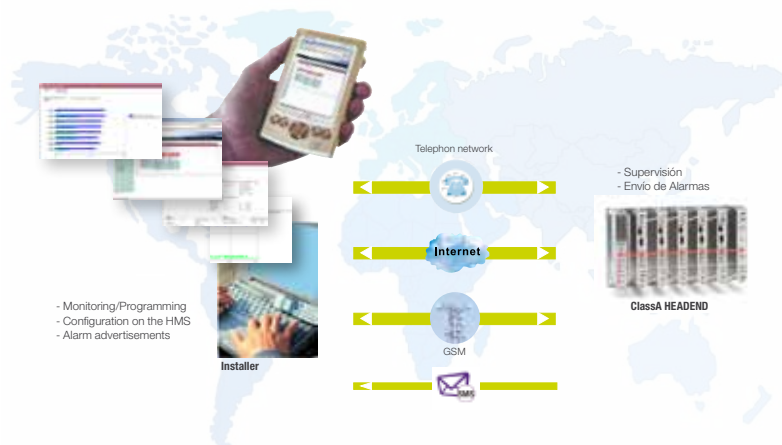 Telephon network
- Supervisión
- Envío de Alarmas
Internet
ClassA HEADEND
- Monitoring/Programming
- Configuration on the HMS
- Alarm advertisements
Installer
GSM
SMS